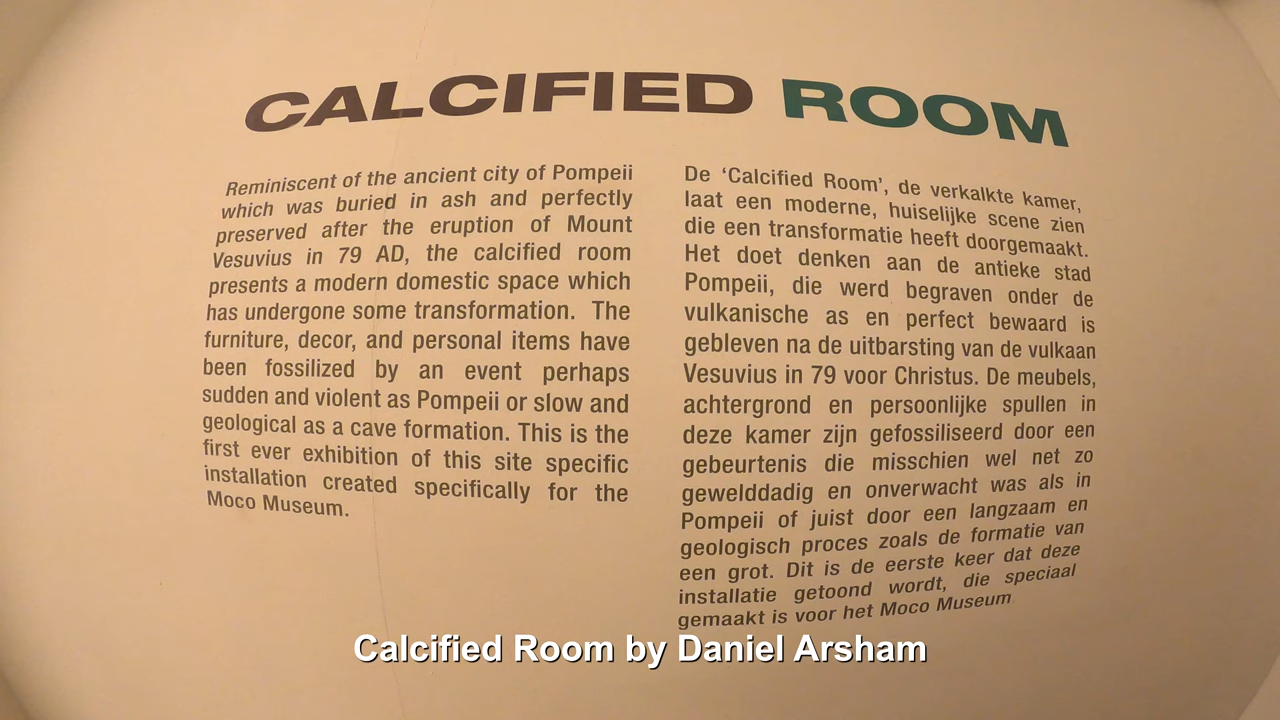 CALCIFIED ROOM
Reminiscent of the ancient city of Pompeii
which was buried in ash and perfectly
preserved after the eruption of Mount
Vesuvius in 79 AD, the calcified room
presents a modern domestic space which
has undergone some transformation. The
furniture, decor, and personal items have
been fossilized by an event perhaps
sudden and violent as Pompeii or slow and
geological as a cave formation. This is the
first ever exhibition of this site specific
installation created specifically for the
Moco Museum.
De ‘Calcified Room’, de verkalkte kamer,
laat een moderne, huiselijke scene zien
die een transformatie heeft doorgemaakt.
Het doet denken aan de antieke stad
Pompeii, die werd begraven onder de
vulkanische as en perfect bewaard is
gebleven na de uitbarsting van de vulkaan
Vesuvius in 79 voor Christus. De meubels,
achtergrond en persoonlijke spullen in
deze kamer zijn gefossiliseerd door een
gebeurtenis die misschien wel net zo
gewelddadig en onverwacht was als in
Pompeii of juist door een langzaam en
geologisch proces zoals de formatie van
een grot. Dit is de eerste keer dat deze
installatie getoond wordt, die speciaal
gemaakt is voor het Moco Museum
Calcified Room by Daniel Arsham